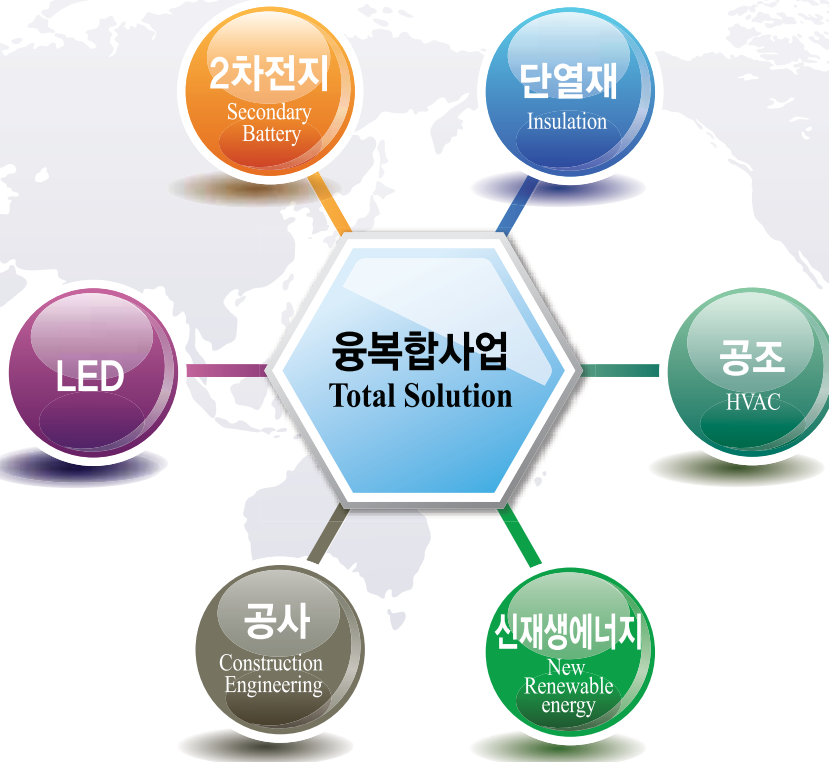 2차전지
Secondary
Battery
단열재
Insulation
LED
융복합사업
Total Solution
공조
HVAC
공사
Construction
Engineering
신재생에너지
New
Renewable
energy